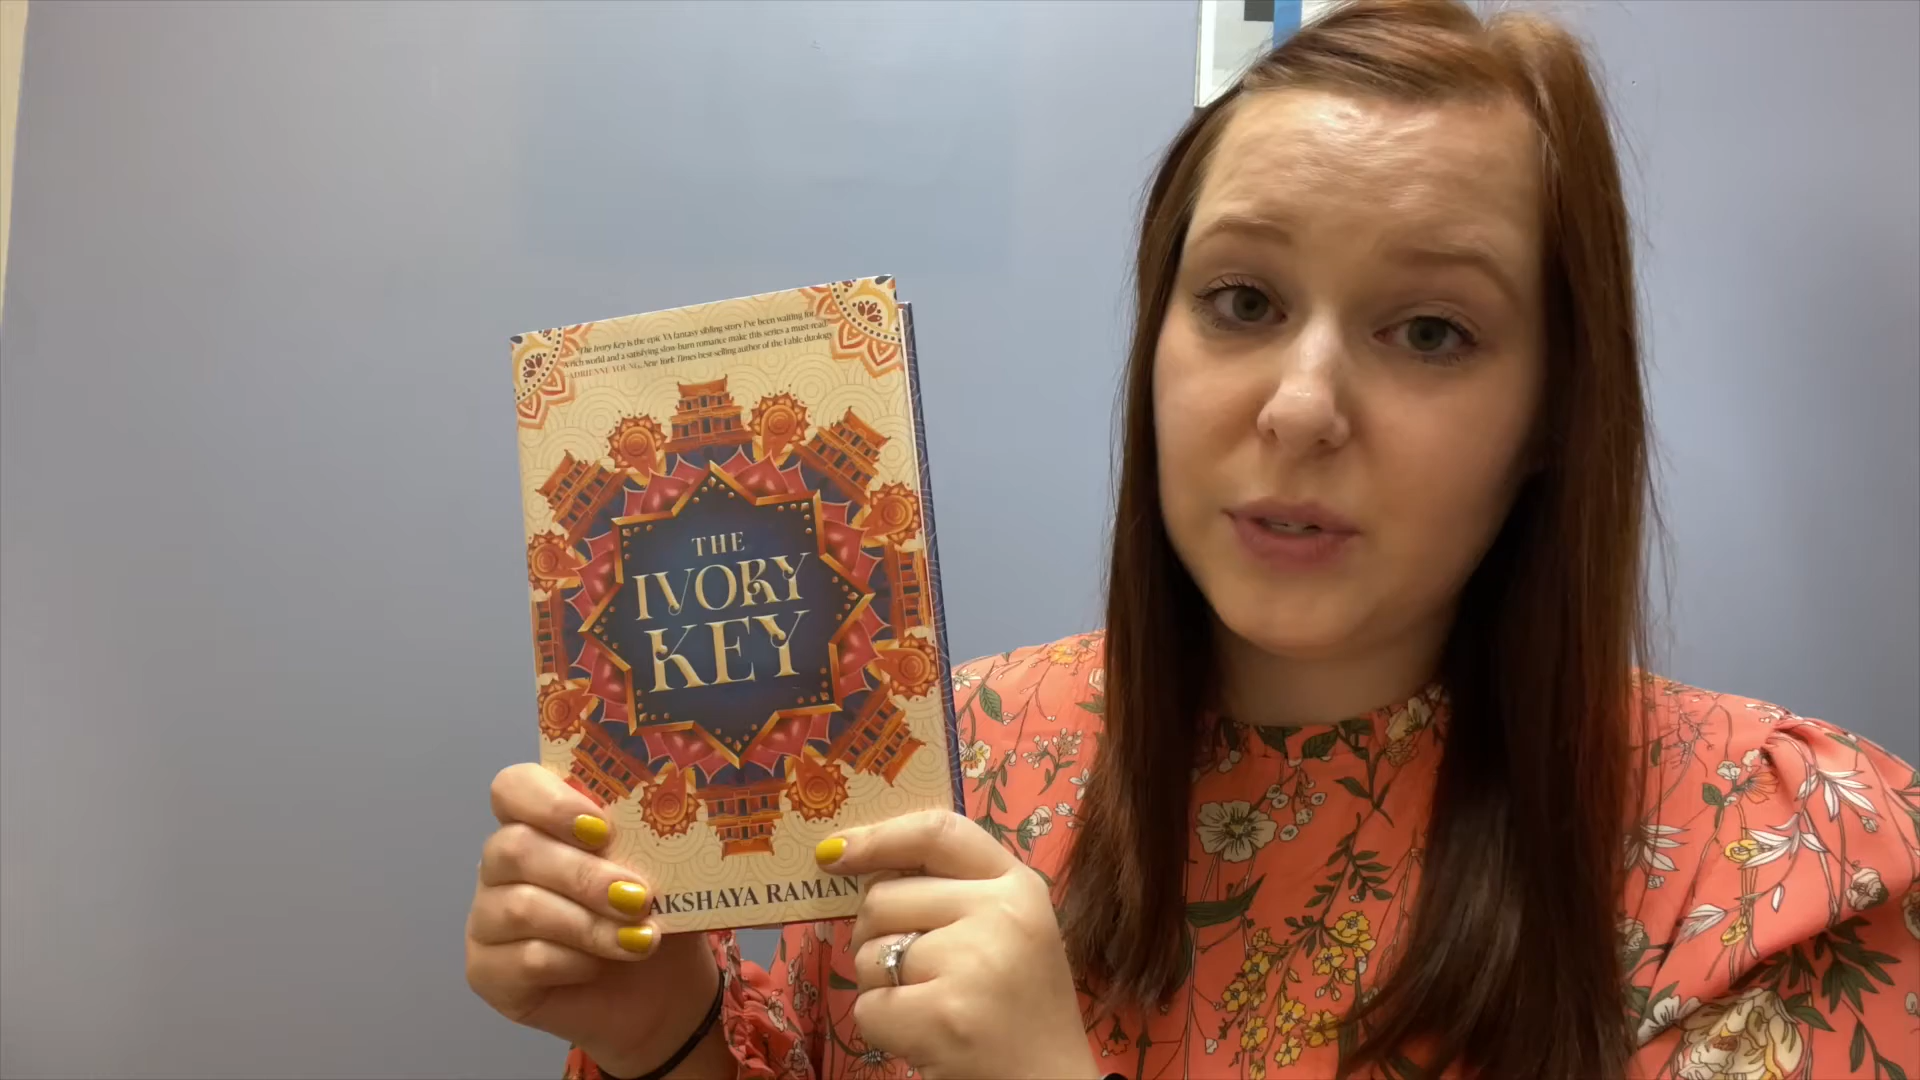 "The Ivory Key is the epic YA fantasy sibling story I've been waiting for.
A rich world and a satisfying slow-burn romance make this series a must-read."
—ADRIENNE YOUNG, New York Times best-selling author of the Fable duology
THE
IVORY
KEY
AKSHAYA RAMAN